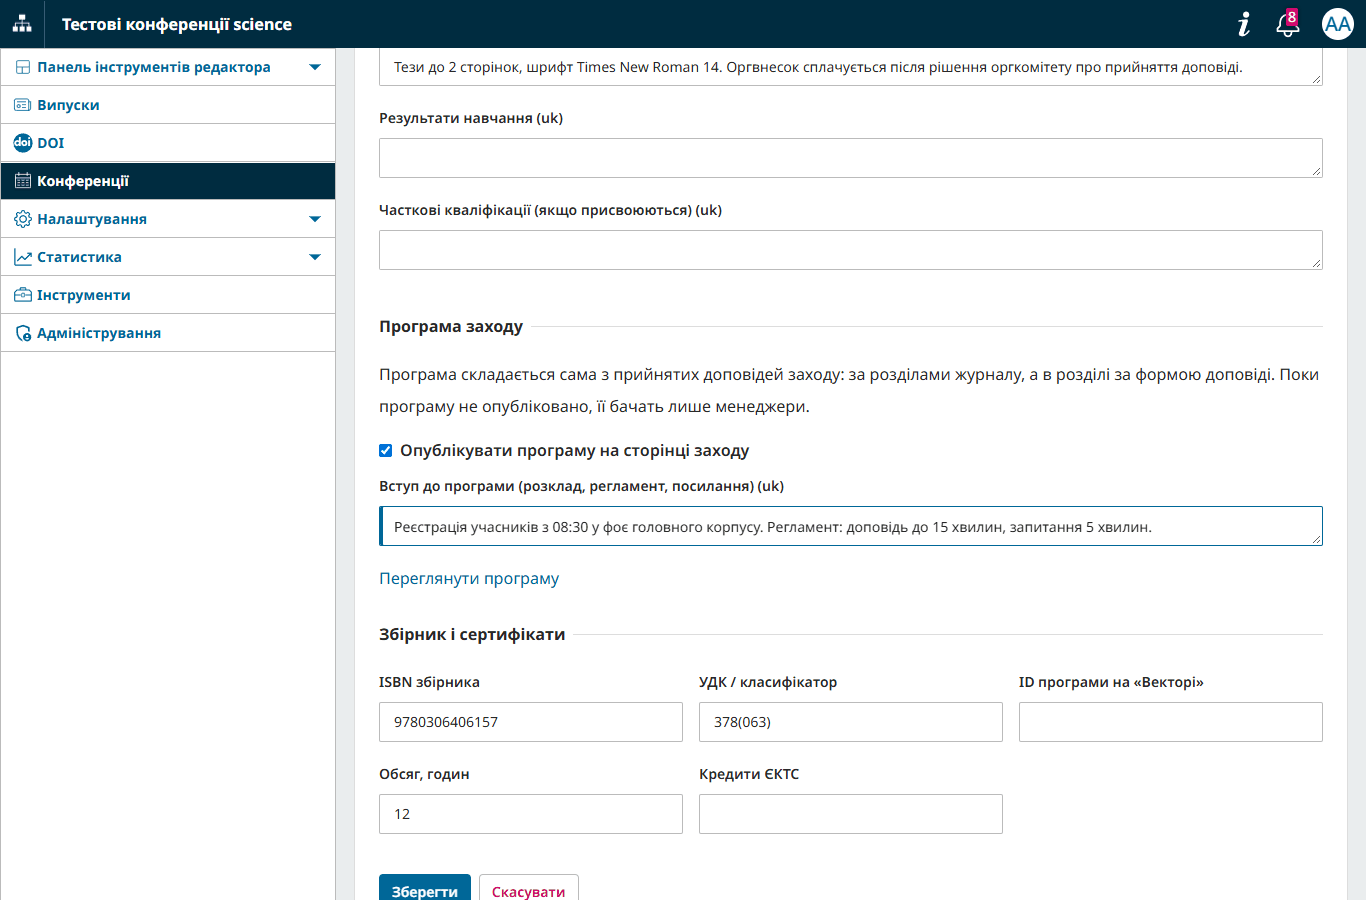 Тестові конференції science
8
AA
Панель інструментів редактора
Випуски
doi DOI
Конференції
Налаштування
Статистика
Інструменти
Адміністрування
Тези до 2 сторінок, шрифт Times New Roman 14. Оргвнесок сплачується після рішення оргкомітету про прийняття доповіді.
Результати навчання (uk)
Часткові кваліфікації (якщо присвоюються) (uk)
Програма заходу
Програма складається сама з прийнятих доповідей заходу: за розділами журналу, а в розділі за формою доповіді. Поки
програму не опубліковано, її бачать лише менеджери.
Опублікувати програму на сторінці заходу
Вступ до програми (розклад, регламент, посилання) (uk)
Реєстрація учасників з 08:30 у фоє головного корпусу. Регламент: доповідь до 15 хвилин, запитання 5 хвилин.
Переглянути програму
Збірник і сертифікати
ISBN збірника
УДК / класифікатор
ID програми на «Векторі»
9780306406157
378(063)
Обсяг, годин
Кредити ЄКТС
12
Зберегти
Скасувати